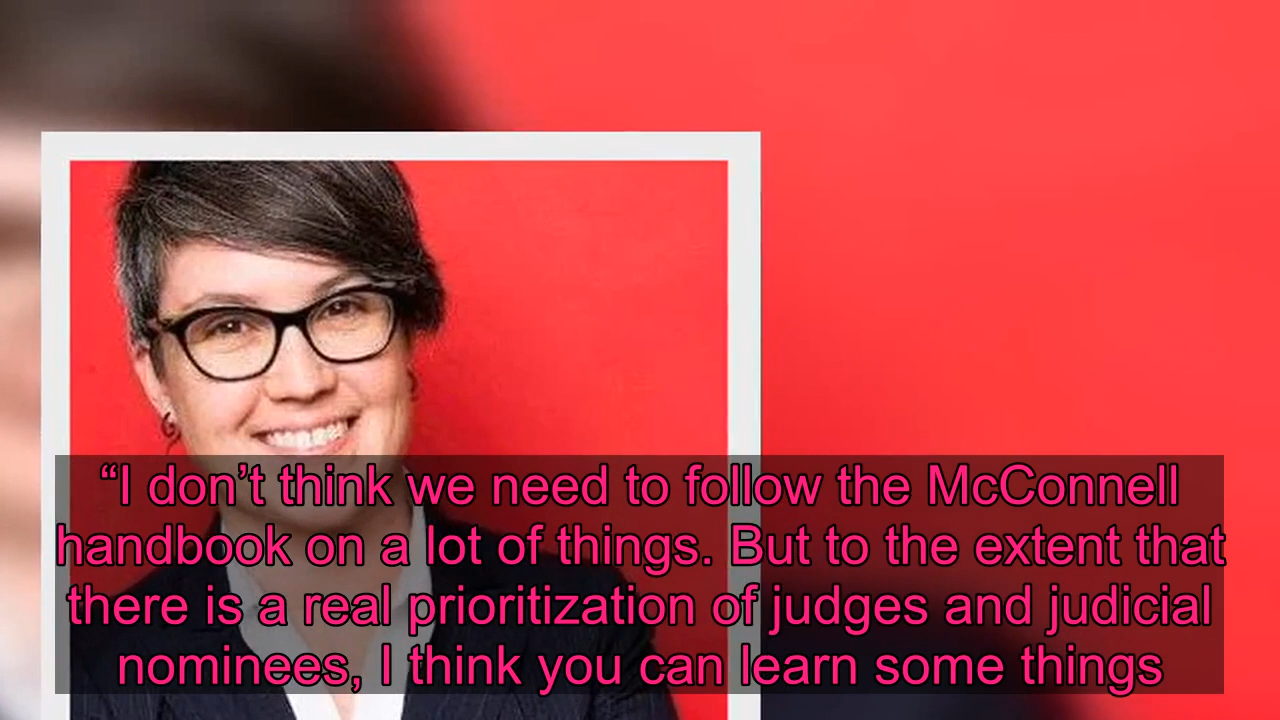 “I don’t think we need to follow the McConnell
handbook on a lot of things. But to the extent that
there is a real prioritization of judges and judicial
nominees, I think you can learn some things